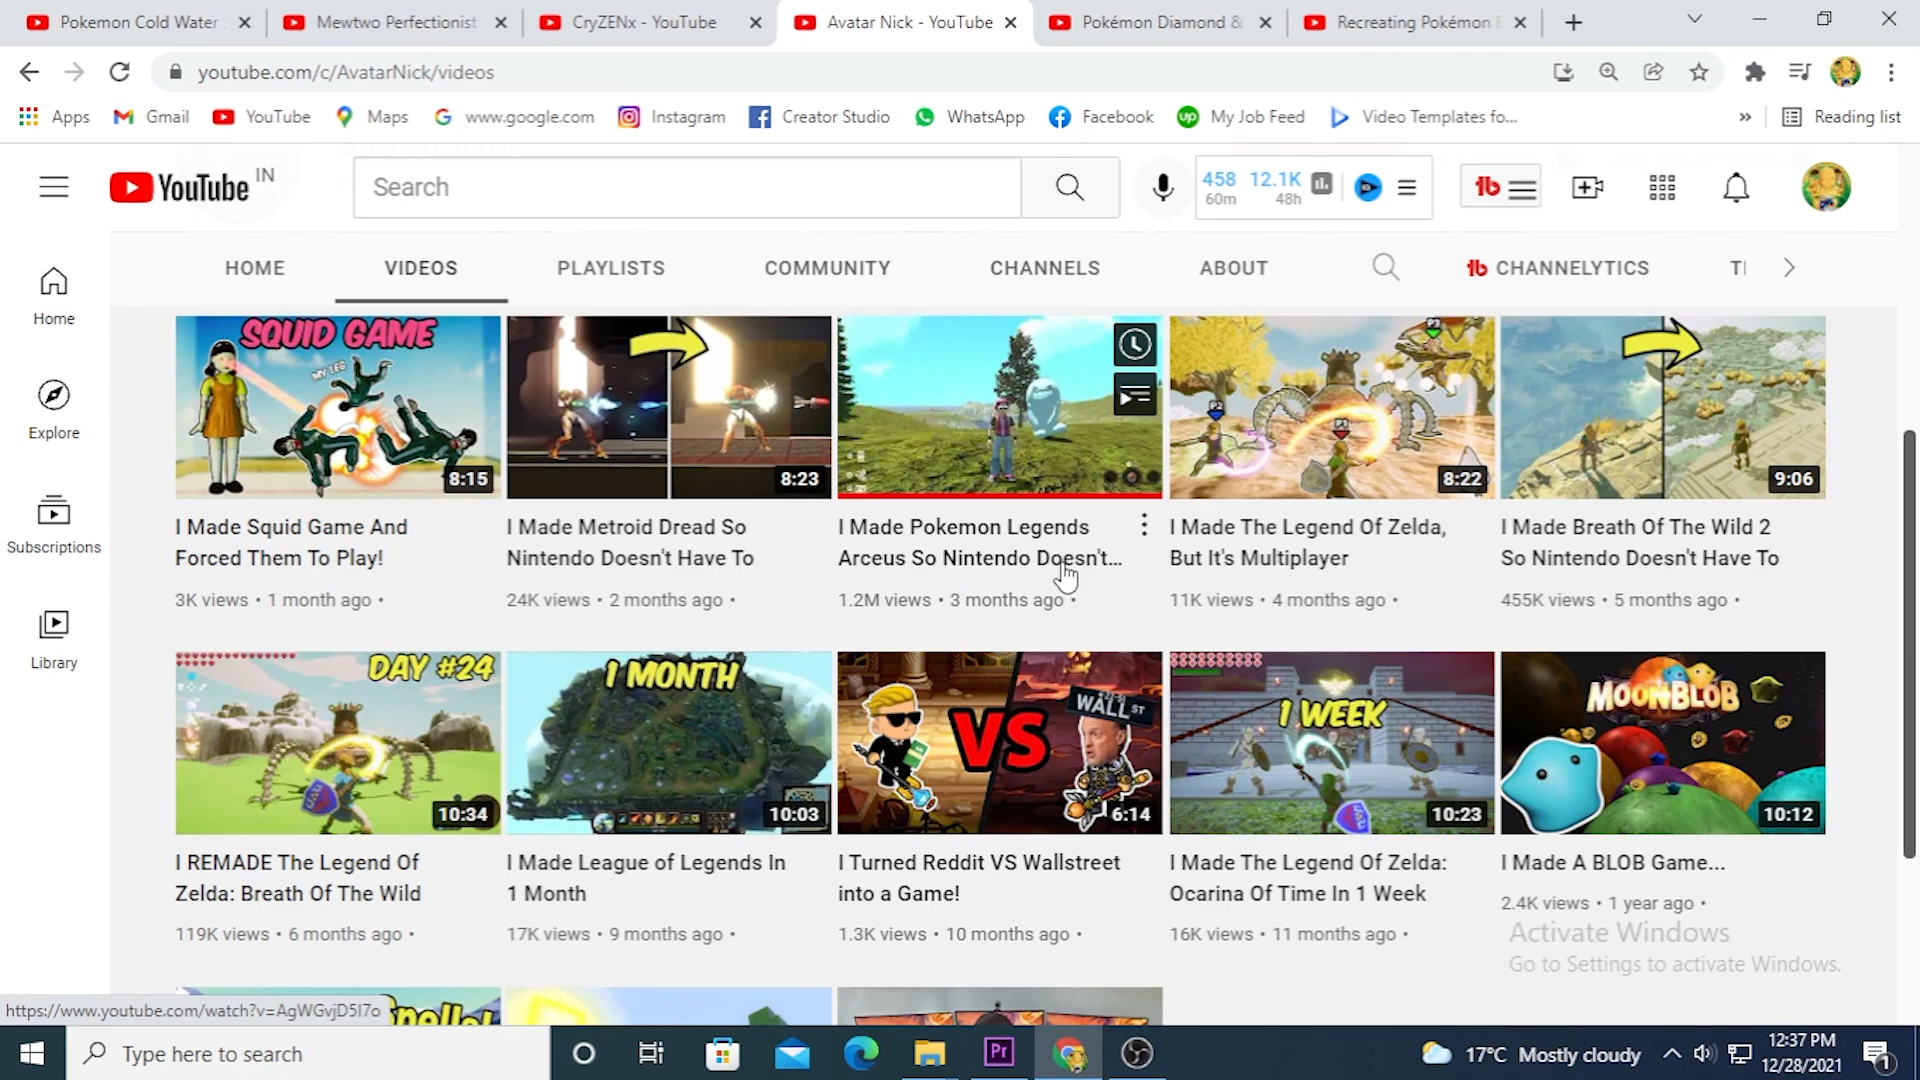 Pokemon Cold Water
Mewtwo Perfectionist
CryZENx - YouTube
Avatar Nick - YouTube
Pokémon Diamond &
Recreating Pokémon
youtube.com/c/AvatarNick/videos
Apps
Gmail
YouTube
Maps
www.google.com
Instagram
Creator Studio
WhatsApp
Facebook
My Job Feed
Video Templates fo...
»
Reading list
YouTube IN
Search
458 12.1K
60m 48h
HOME
VIDEOS
PLAYLISTS
COMMUNITY
CHANNELS
ABOUT
CHANNELYTICS
Home
Explore
Subscriptions
Library
SQUID GAME
MY LEG
8:15
8:23
P2
P1
P3
8:22
9:06
I Made Squid Game And
Forced Them To Play!
3K views • 1 month ago •
I Made Metroid Dread So
Nintendo Doesn't Have To
24K views • 2 months ago •
I Made Pokemon Legends
Arceus So Nintendo Doesn't...
1.2M views • 3 months ago •
I Made The Legend Of Zelda,
But It's Multiplayer
11K views • 4 months ago •
I Made Breath Of The Wild 2
So Nintendo Doesn't Have To
455K views • 5 months ago •
DAY #24
10:34
1 MONTH
10:03
VS
WALL ST
6:14
1 WEEK
10:23
MOONBLOB
10:12
I REMADE The Legend Of
Zelda: Breath Of The Wild
119K views • 6 months ago •
I Made League of Legends In
1 Month
17K views • 9 months ago •
I Turned Reddit VS Wallstreet
into a Game!
1.3K views • 10 months ago •
I Made The Legend Of Zelda:
Ocarina Of Time In 1 Week
16K views • 11 months ago •
I Made A BLOB Game...
2.4K views • 1 year ago •
Activate Windows
Go to Settings to activate Windows.
https://www.youtube.com/watch?v=AgWGvjD5I7o
Type here to search
Pr
17°C Mostly cloudy
12:37 PM
12/28/2021
1